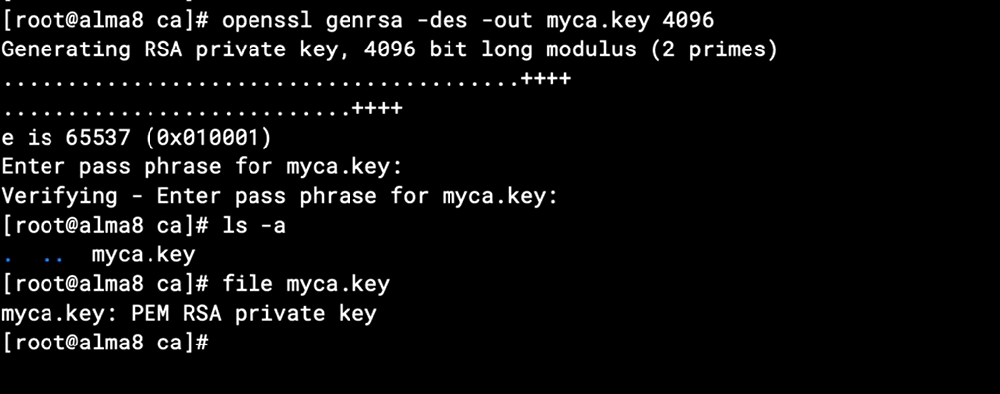 [root@alma8 ca]# openssl genrsa -des -out myca.key 4096
Generating RSA private key, 4096 bit long modulus (2 primes)
........................................++++
...........................++++
e is 65537 (0x010001)
Enter pass phrase for myca.key:
Verifying - Enter pass phrase for myca.key:
[root@alma8 ca]# ls -a
.  ..  myca.key
[root@alma8 ca]# file myca.key
myca.key: PEM RSA private key
[root@alma8 ca]#